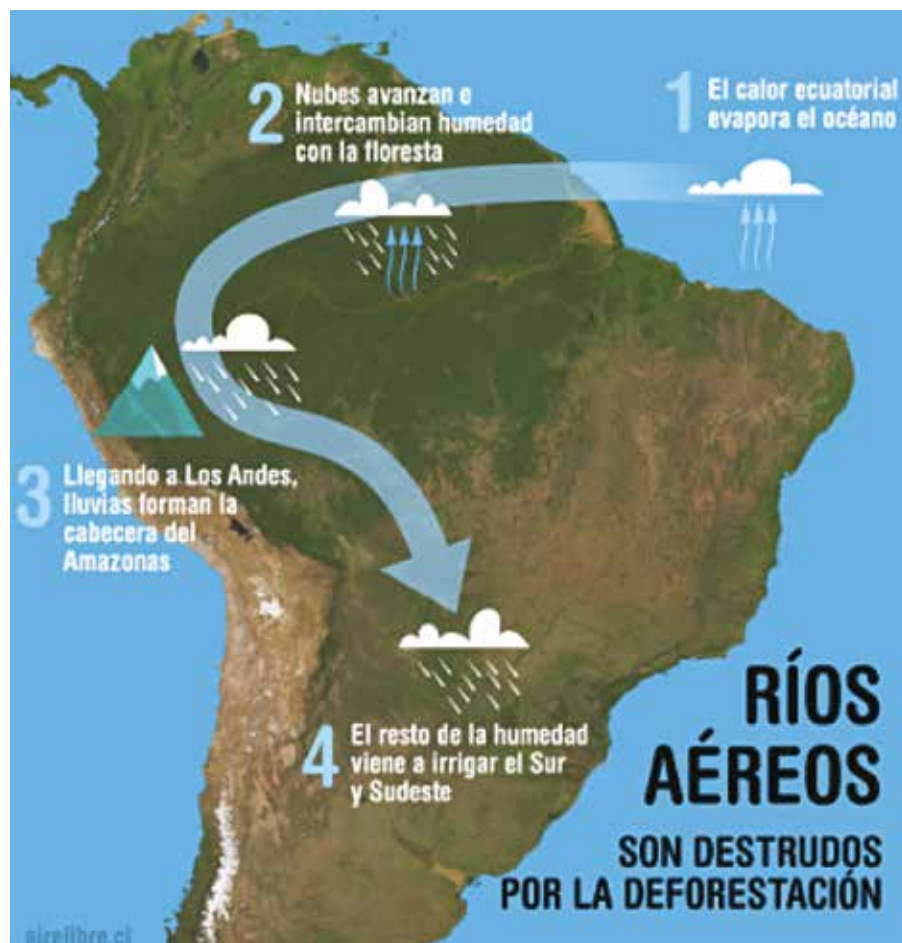 1 El calor ecuatorial
evapora el océano
2 Nubes avanzan e
intercambian humedad
con la floresta
3 Llegando a Los Andes,
lluvias forman la
cabecera del
Amazonas
4 El resto de la humedad
viene a irrigar el Sur
y Sudeste
RÍOS
AÉREOS
SON DESTRUDOS
POR LA DEFORESTACIÓN
airelibre.cl